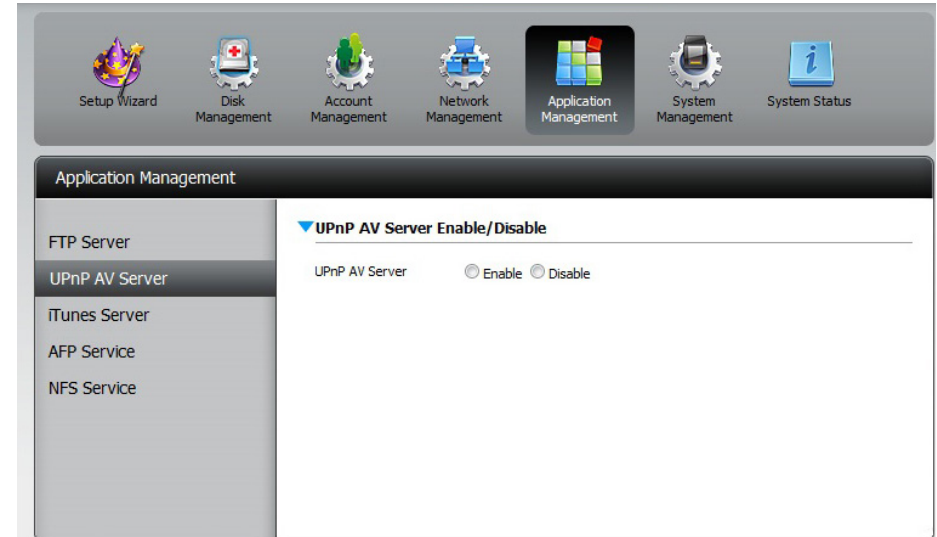 Setup Wizard
Disk
Management
Account
Management
Network
Management
Application
Management
System
Management
System Status
Application Management
FTP Server
UPnP AV Server
iTunes Server
AFP Service
NFS Service
UPnP AV Server Enable/Disable
UPnP AV Server Enable Disable